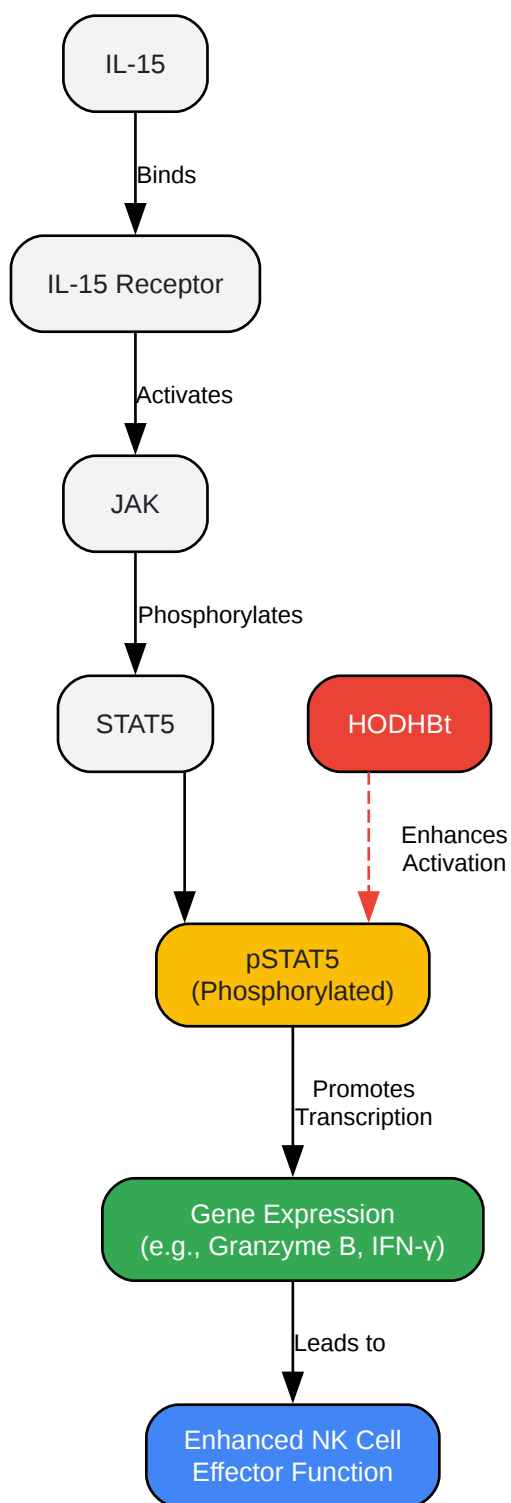 IL-15
Binds
IL-15 Receptor
Activates
JAK
Phosphorylates
STAT5
HODHBt
Enhances
Activation
pSTAT5
(Phosphorylated)
Promotes
Transcription
Gene Expression
(e.g., Granzyme B, IFN-γ)
Leads to
Enhanced NK Cell
Effector Function